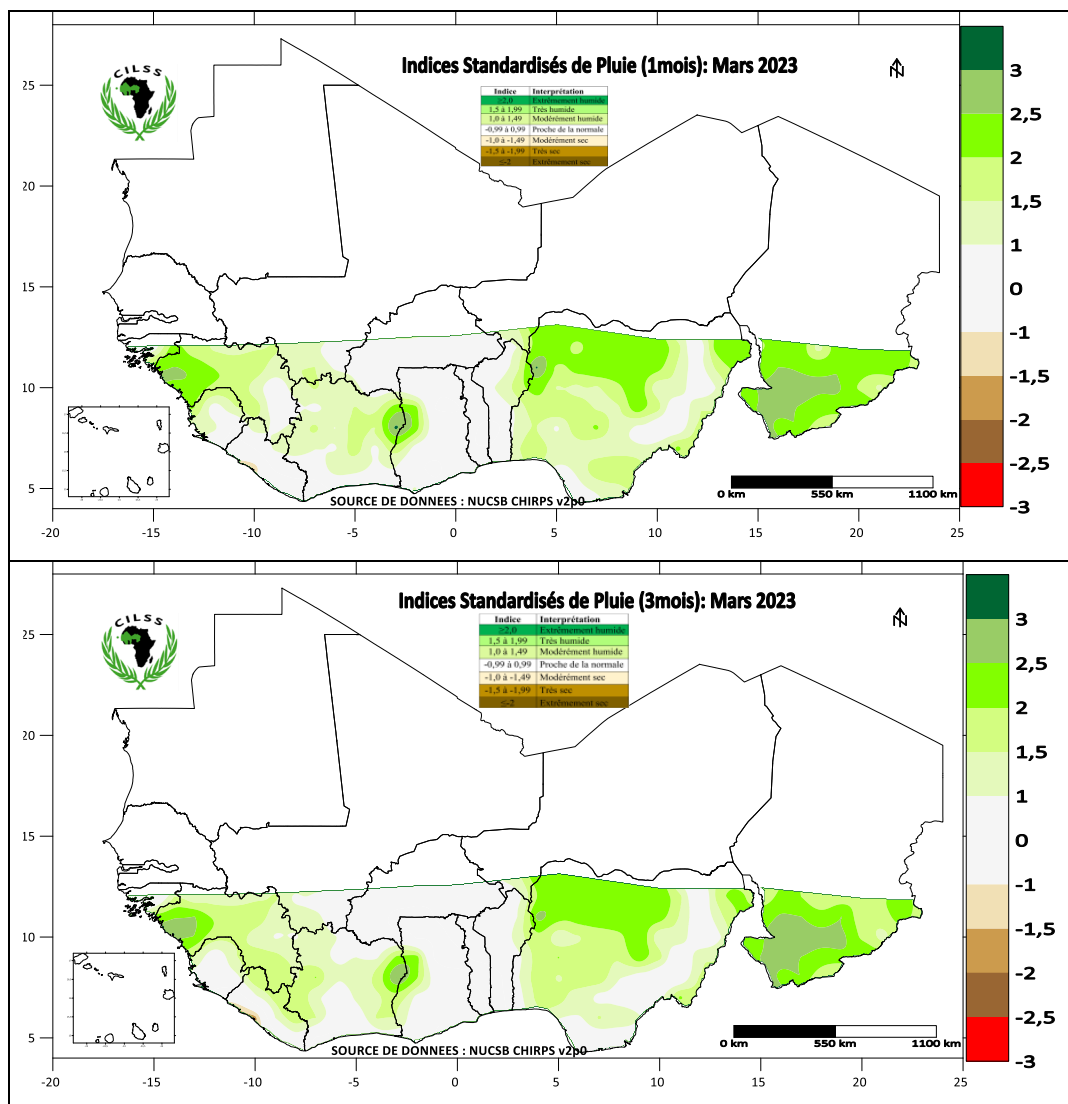 CILSS
Indices Standardisés de Pluie (1mois): Mars 2023
N
Indice Interprétation
≥2,0 Extrêmement humide
1,5 à 1,99 Très humide
1,0 à 1,49 Modérément humide
-0,99 à 0,99 Proche de la normale
-1,0 à -1,49 Modérément sec
-1,5 à -1,99 Très sec
≤-2 Extrêmement sec
25
20
15
10
5
3
2,5
2
1,5
1
0
-1
-1,5
-2
-2,5
-3
0 km 550 km 1100 km
SOURCE DE DONNEES : NUCSB CHIRPS v2p0
-20 -15 -10 -5 0 5 10 15 20 25
CILSS
Indices Standardisés de Pluie (3mois): Mars 2023
N
Indice Interprétation
≥2,0 Extrêmement humide
1,5 à 1,99 Très humide
1,0 à 1,49 Modérément humide
-0,99 à 0,99 Proche de la normale
-1,0 à -1,49 Modérément sec
-1,5 à -1,99 Très sec
≤-2 Extrêmement sec
25
20
15
10
5
3
2,5
2
1,5
1
0
-1
-1,5
-2
-2,5
-3
0 km 550 km 1100 km
SOURCE DE DONNEES : NUCSB CHIRPS v2p0
-20 -15 -10 -5 0 5 10 15 20 25